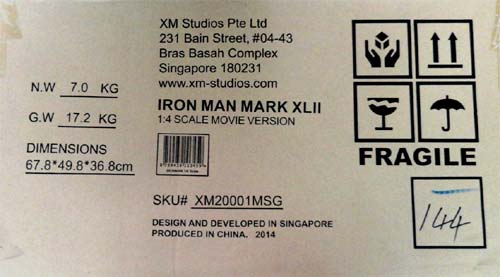 XM Studios Pte Ltd
231 Bain Street, #04-43
Bras Basah Complex
Singapore 180231
www.xm-studios.com
N.W 7.0 KG
G.W 17.2 KG
DIMENSIONS
67.8*49.8*36.8cm
IRON MAN MARK XLII
1:4 SCALE MOVIE VERSION
SKU# XM20001MSG
DESIGN AND DEVELOPED IN SINGAPORE
PRODUCED IN CHINA. 2014
FRAGILE
144